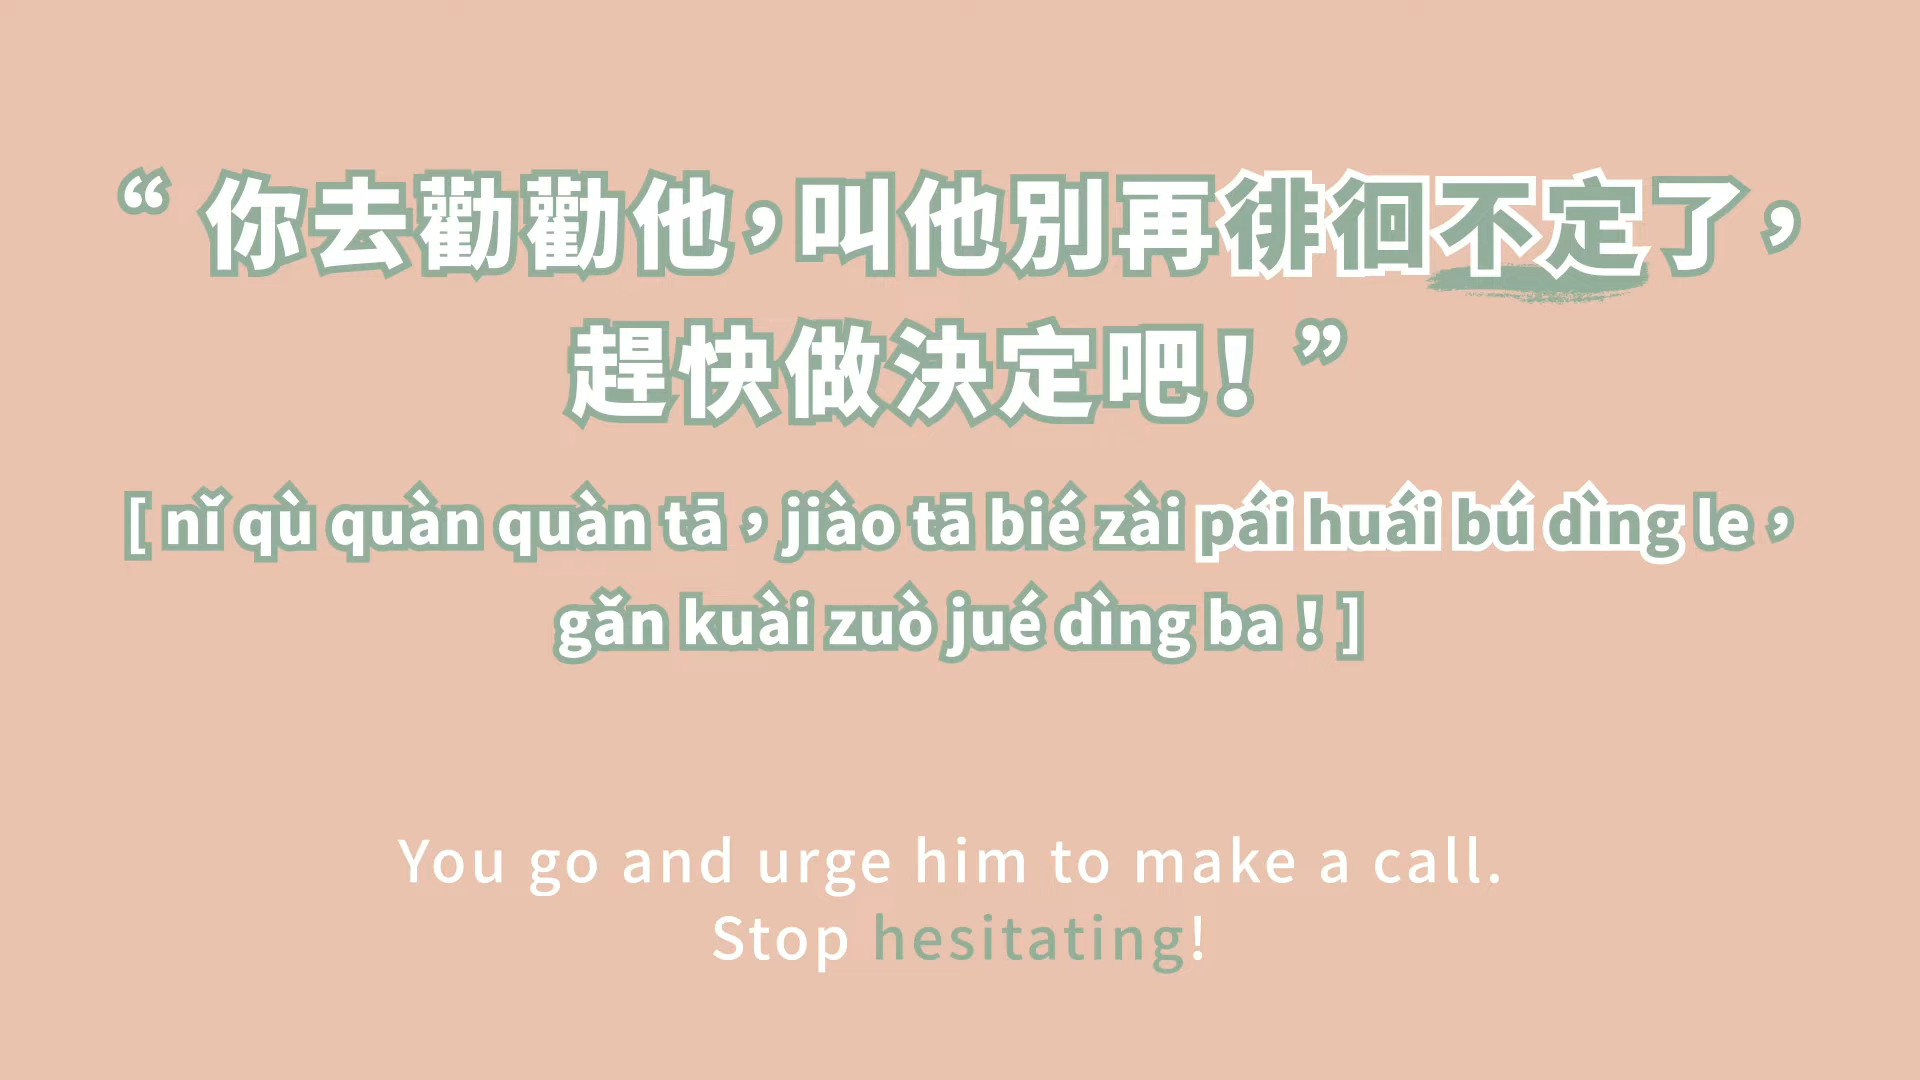 “ 你去勸勸他，叫他別再徘徊不定了，
趕快做決定吧！”
[ nǐ qù quàn quàn tā，jiào tā bié zài pái huái bú dìng le，
gǎn kuài zuò jué dìng ba！]
You go and urge him to make a call.
Stop hesitating!